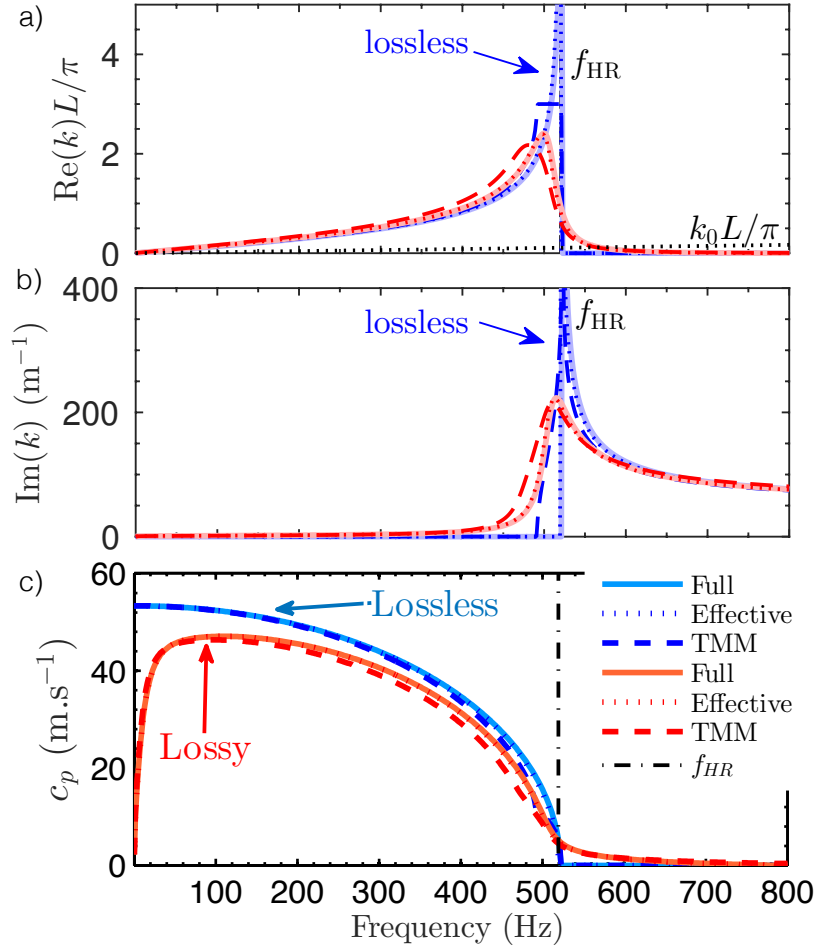 a)
Re(k)L/π
4
2
0
lossless
f_HR
k_0L/π
b)
Im(k) (m^−1)
400
200
0
lossless
f_HR
c)
c_p (m.s^−1)
60
40
20
0
Lossless
Lossy
Full
Effective
TMM
Full
Effective
TMM
f_HR
100 200 300 400 500 600 700 800
Frequency (Hz)